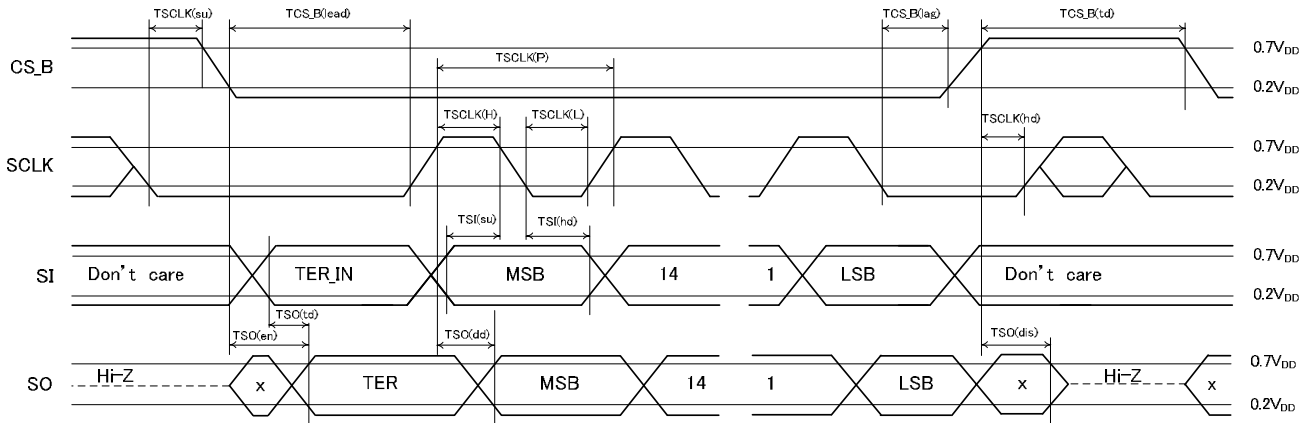 TSCLK(su)
TCS_B(lead)
TCS_B(lag)
TCS_B(td)
CS_B
0.7VDD
0.2VDD
TSCLK(P)
TSCLK(H)
TSCLK(L)
TSCLK(hd)
SCLK
0.7VDD
0.2VDD
TSI(su)
TSI(hd)
SI
Don't care
TER_IN
MSB
14
1
LSB
Don't care
0.7VDD
0.2VDD
TSO(en)
TSO(td)
TSO(dd)
TSO(dis)
SO
Hi-Z
x
TER
MSB
14
1
LSB
x
Hi-Z
x
0.7VDD
0.2VDD